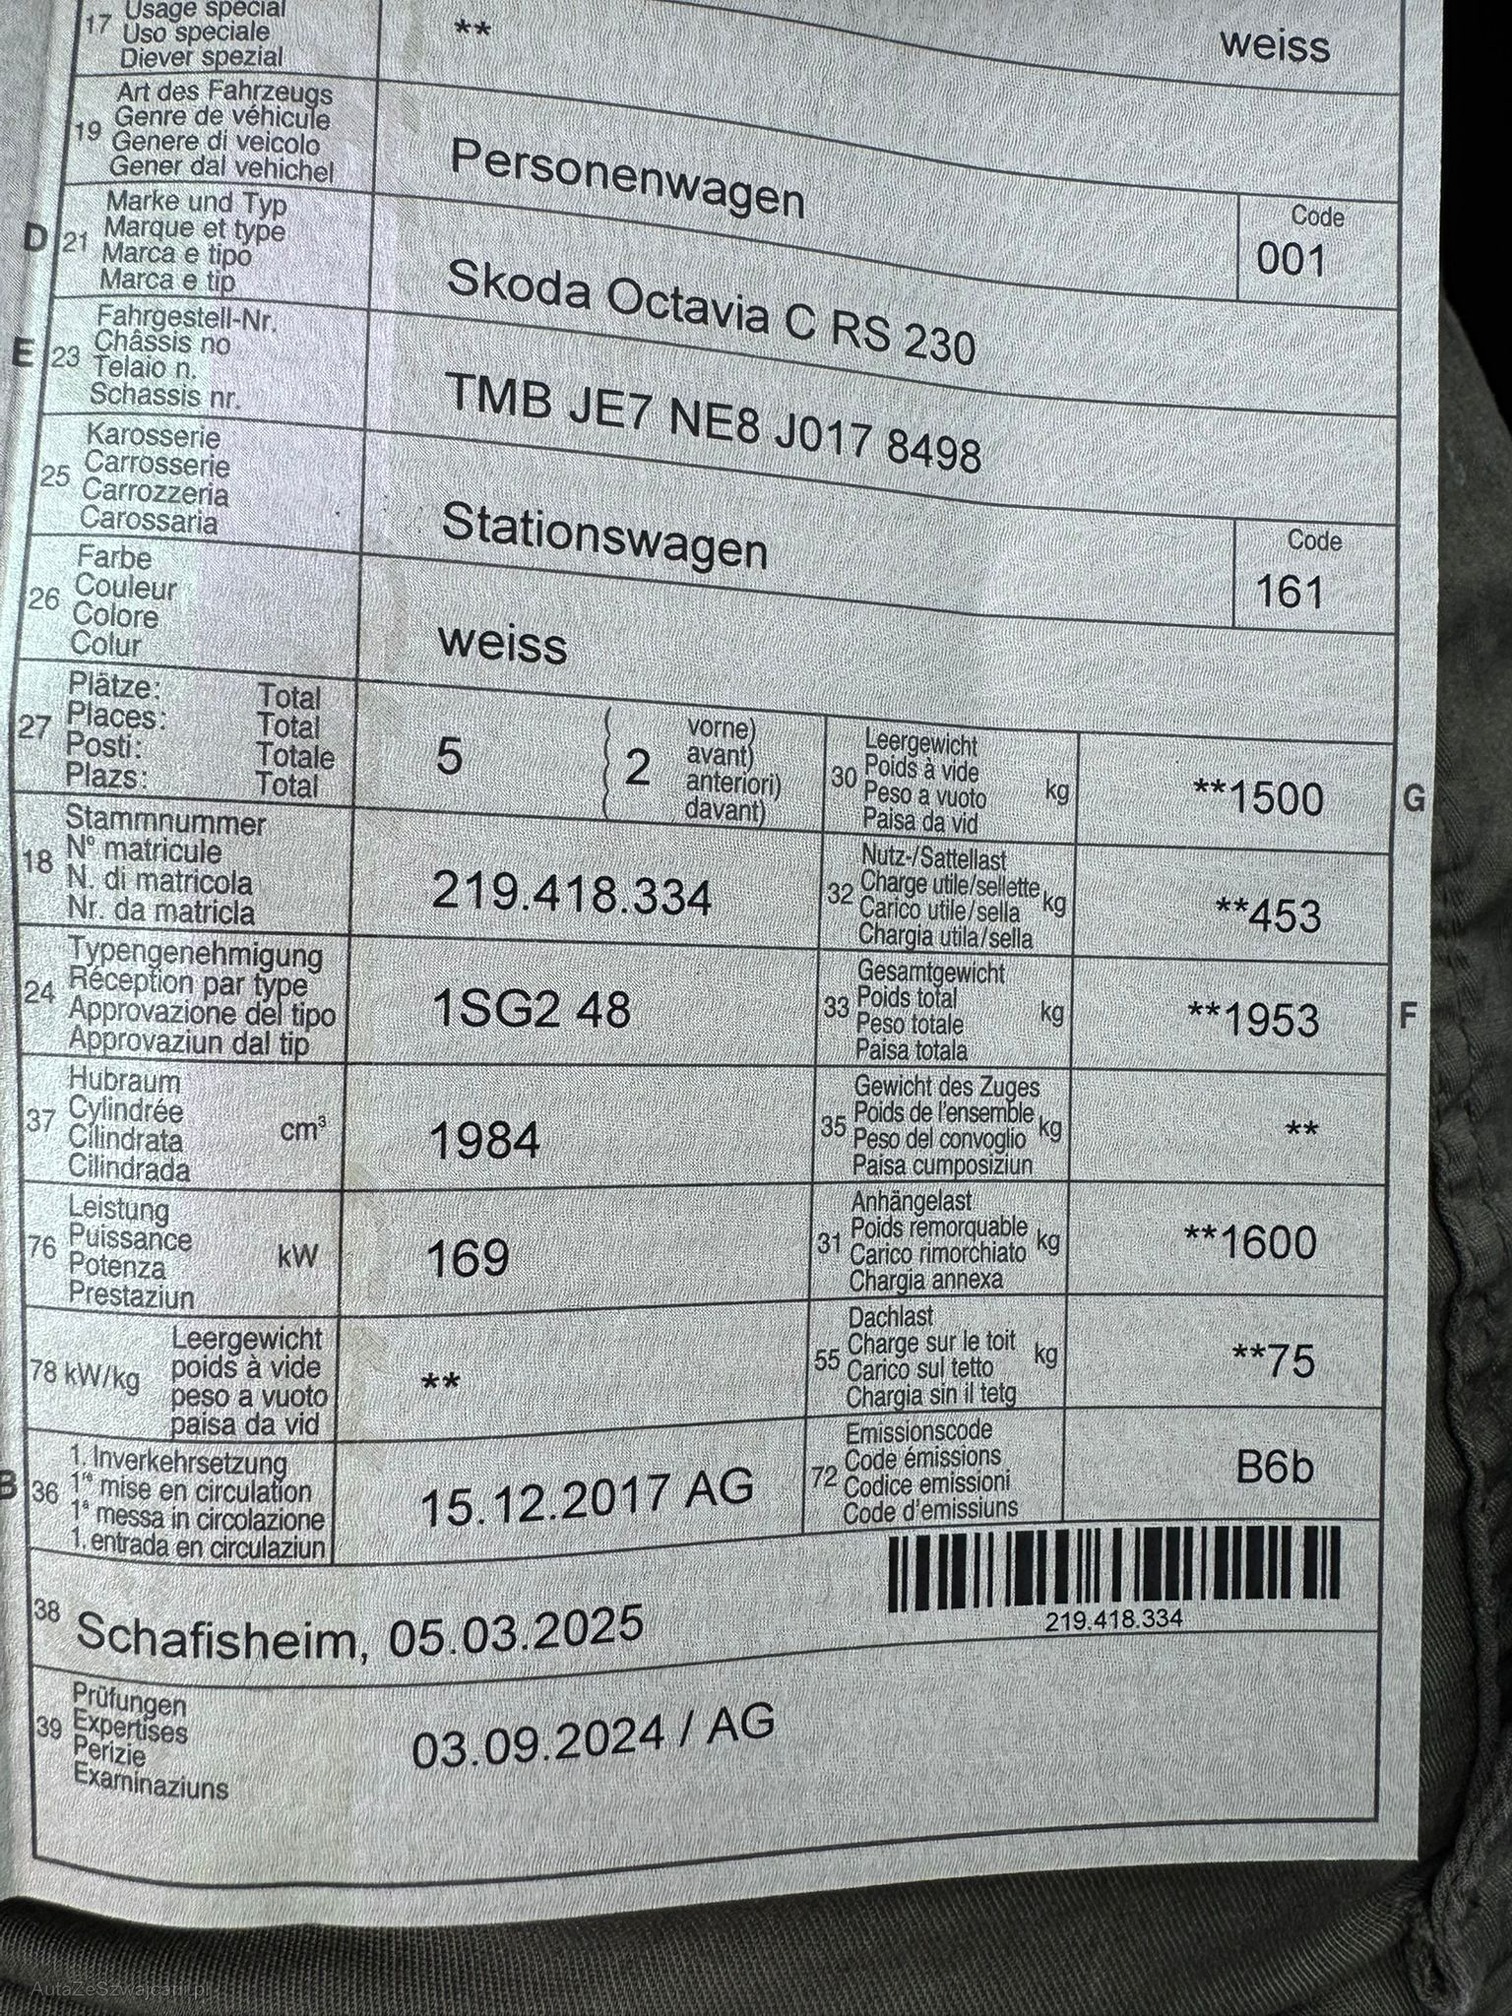 17 Usage spécial
Uso speciale
Diever spezial
**
weiss
19 Art des Fahrzeugs
Genre de véhicule
Genere di veicolo
Gener dal vehichel
Personenwagen
Code
001
D 21 Marke und Typ
Marque et type
Marca e tipo
Marca e tip
Skoda Octavia C RS 230
E 23 Fahrgestell-Nr.
Châssis no
Telaio n.
Schassis nr.
TMB JE7 NE8 J017 8498
25 Karosserie
Carrosserie
Carrozzeria
Carossaria
Stationswagen
Code
161
26 Farbe
Couleur
Colore
Colur
weiss
27 Plätze: Total
Places: Total
Posti: Totale
Plazs: Total
5
2
vorne)
avant)
anteriori)
davant)
30 Leergewicht
Poids à vide
Peso a vuoto
Paisa da vid
kg
**1500
G
18 Stammnummer
N° matricule
N. di matricola
Nr. da matricla
219.418.334
32 Nutz-/Sattellast
Charge utile/sellette
Carico utile/sella
Chargia utila/sella
kg
**453
24 Typengenehmigung
Réception par type
Approvazione del tipo
Approvaziun dal tip
1SG2 48
33 Gesamtgewicht
Poids total
Peso totale
Paisa totala
kg
**1953
F
37 Hubraum
Cylindrée
Cilindrata
Cilindrada
cm³
1984
35 Gewicht des Zuges
Poids de l'ensemble
Peso del convoglio
Paisa cumposiziun
kg
**
76 Leistung
Puissance
Potenza
Prestaziun
kW
169
31 Anhängelast
Poids remorquable
Carico rimorchiato
Chargia annexa
kg
**1600
78 kW/kg
Leergewicht
poids à vide
peso a vuoto
paisa da vid
**
55 Dachlast
Charge sur le toit
Carico sul tetto
Chargia sin il tetg
kg
**75
B 36 1. Inverkehrsetzung
1re mise en circulation
1a messa in circolazione
1. entrada en circulaziun
15.12.2017 AG
72 Emissionscode
Code émissions
Codice emissioni
Code d'emissiuns
B6b
219.418.334
38 Schafisheim, 05.03.2025
39 Prüfungen
Expertises
Perizie
Examinaziuns
03.09.2024 / AG
AutaZeSzwajcarii.pl